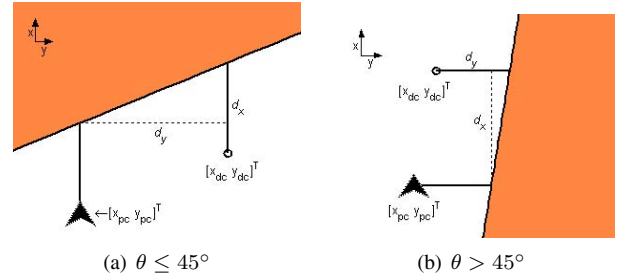 x
y
d_x
d_y
[x_dc y_dc]^T
←[x_pc y_pc]^T
(a) θ ≤ 45°
x
y
d_y
[x_dc y_dc]^T
d_x
[x_pc y_pc]^T
(b) θ > 45°